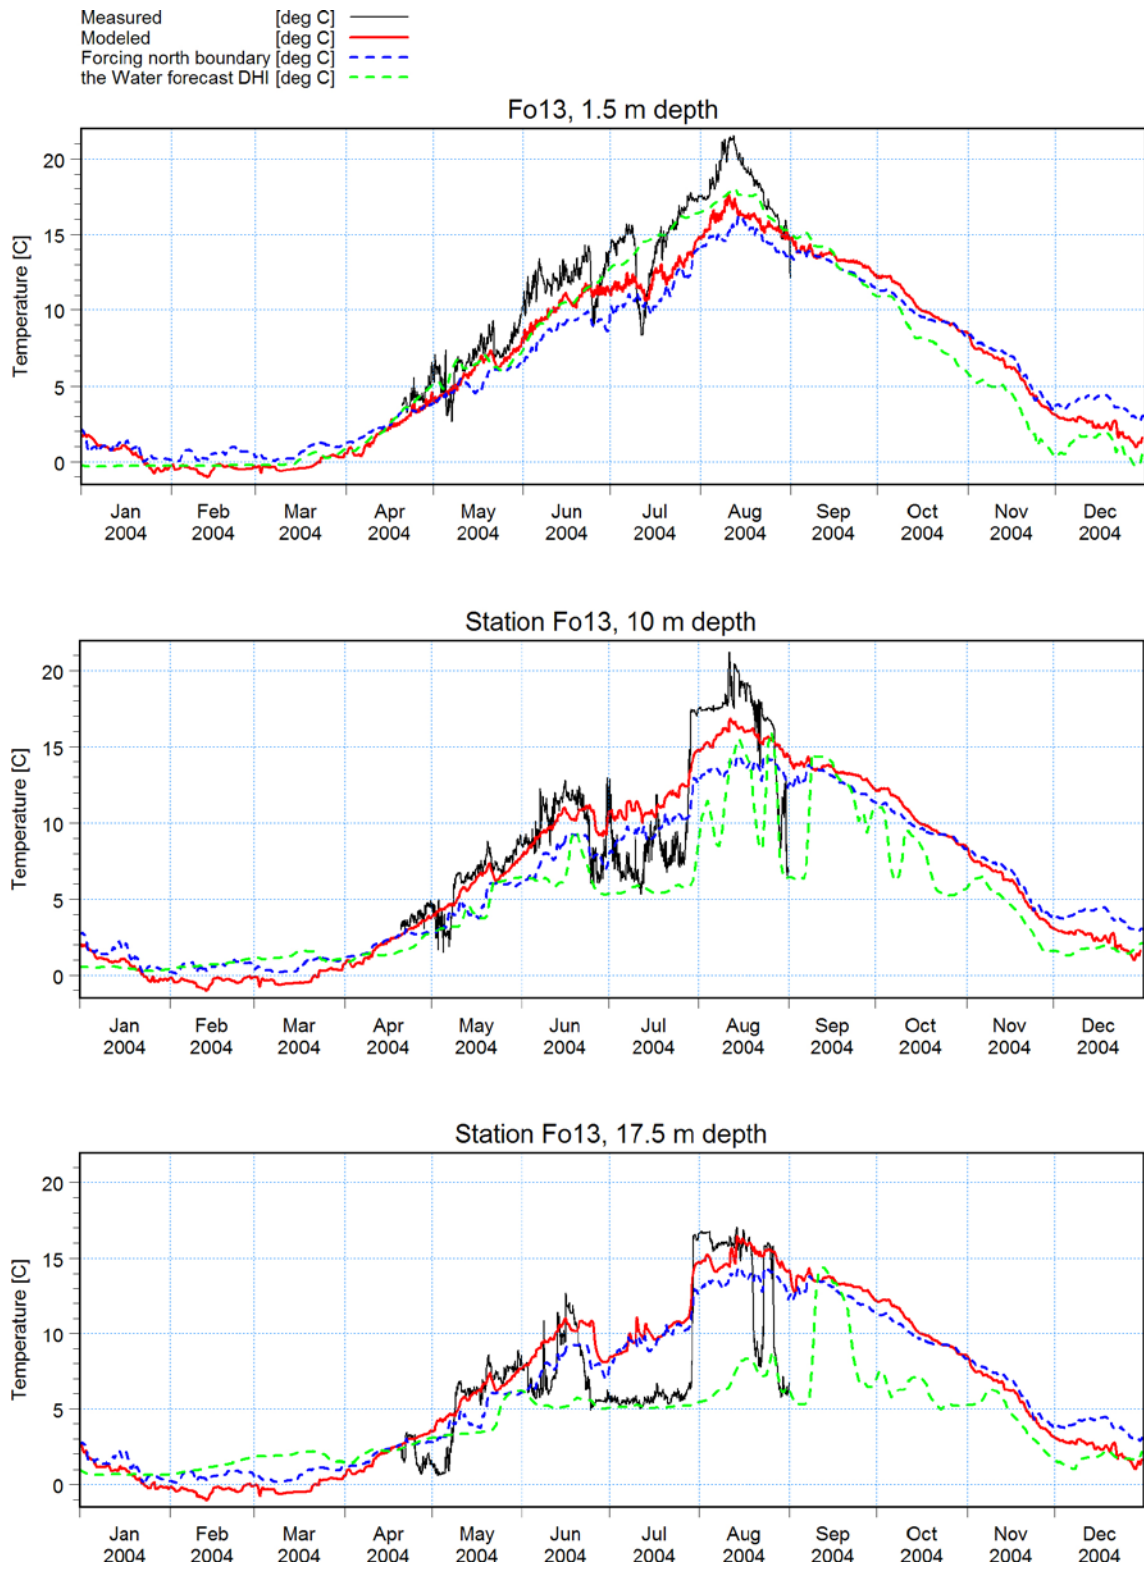 Measured [deg C]
Modeled [deg C]
Forcing north boundary [deg C]
the Water forecast DHI [deg C]
Fo13, 1.5 m depth
Temperature [C]
20
15
10
5
0
Jan Feb Mar Apr May Jun Jul Aug Sep Oct Nov Dec
2004 2004 2004 2004 2004 2004 2004 2004 2004 2004 2004 2004
Station Fo13, 10 m depth
Temperature [C]
20
15
10
5
0
Jan Feb Mar Apr May Jun Jul Aug Sep Oct Nov Dec
2004 2004 2004 2004 2004 2004 2004 2004 2004 2004 2004 2004
Station Fo13, 17.5 m depth
Temperature [C]
20
15
10
5
0
Jan Feb Mar Apr May Jun Jul Aug Sep Oct Nov Dec
2004 2004 2004 2004 2004 2004 2004 2004 2004 2004 2004 2004